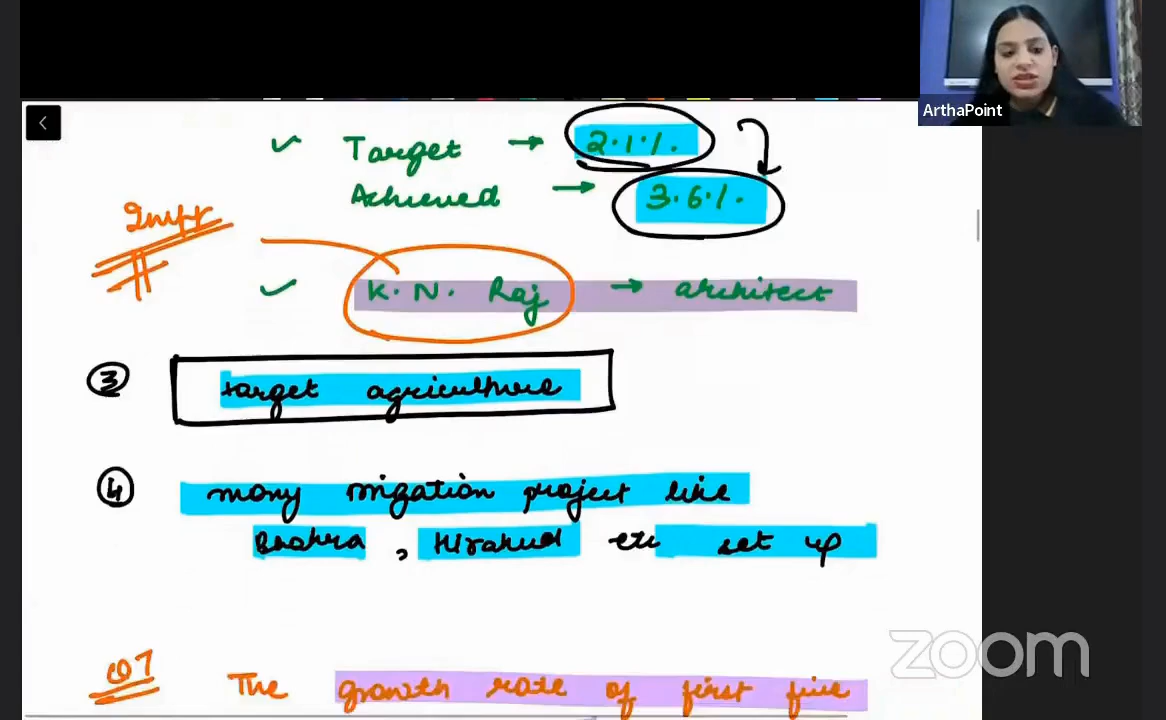 ArthaPoint
✓ Target → 2.1%.
Achieved → 3.6%.
Imp
✓ K. N. Raj → architect
③ target agriculture
④ many irrigation project like
Bhakra, Hirakud etc set up
Q7 The growth rate of first five
zoom